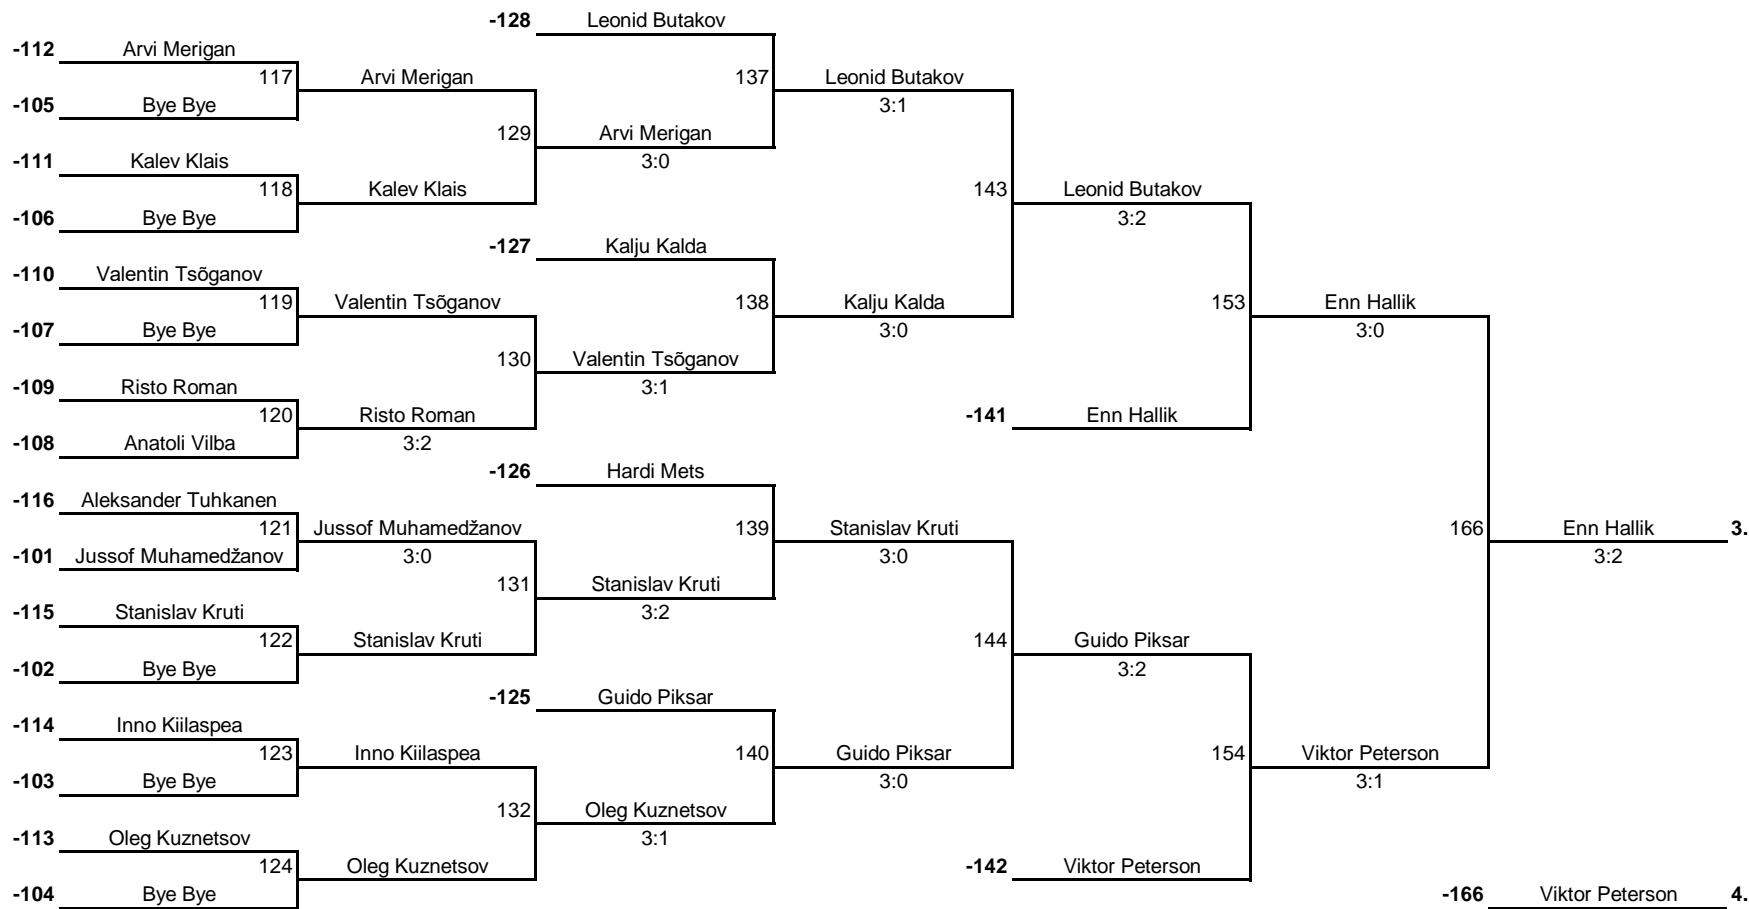 -128 Leonid Butakov
-112 Arvi Merigan
117 Arvi Merigan 137 Leonid Butakov
-105 Bye Bye 3:1
129 Arvi Merigan
-111 Kalev Klais 3:0
118 Kalev Klais 143 Leonid Butakov
-106 Bye Bye 3:2
-127 Kalju Kalda
-110 Valentin Tsõganov
119 Valentin Tsõganov 138 Kalju Kalda 153 Enn Hallik
-107 Bye Bye 3:0 3:0
130 Valentin Tsõganov
-109 Risto Roman 3:1
120 Risto Roman -141 Enn Hallik
-108 Anatoli Vilba 3:2
-126 Hardi Mets
-116 Aleksander Tuhkanen
121 Jussof Muhamedžanov 139 Stanislav Kruti 166 Enn Hallik 3.
-101 Jussof Muhamedžanov 3:0 3:0 3:2
131 Stanislav Kruti
-115 Stanislav Kruti 3:2
122 Stanislav Kruti 144 Guido Piksar
-102 Bye Bye 3:2
-125 Guido Piksar
-114 Inno Kiilaspea
123 Inno Kiilaspea 140 Guido Piksar 154 Viktor Peterson
-103 Bye Bye 3:0 3:1
132 Oleg Kuznetsov
-113 Oleg Kuznetsov 3:1
124 Oleg Kuznetsov -142 Viktor Peterson
-104 Bye Bye -166 Viktor Peterson 4.